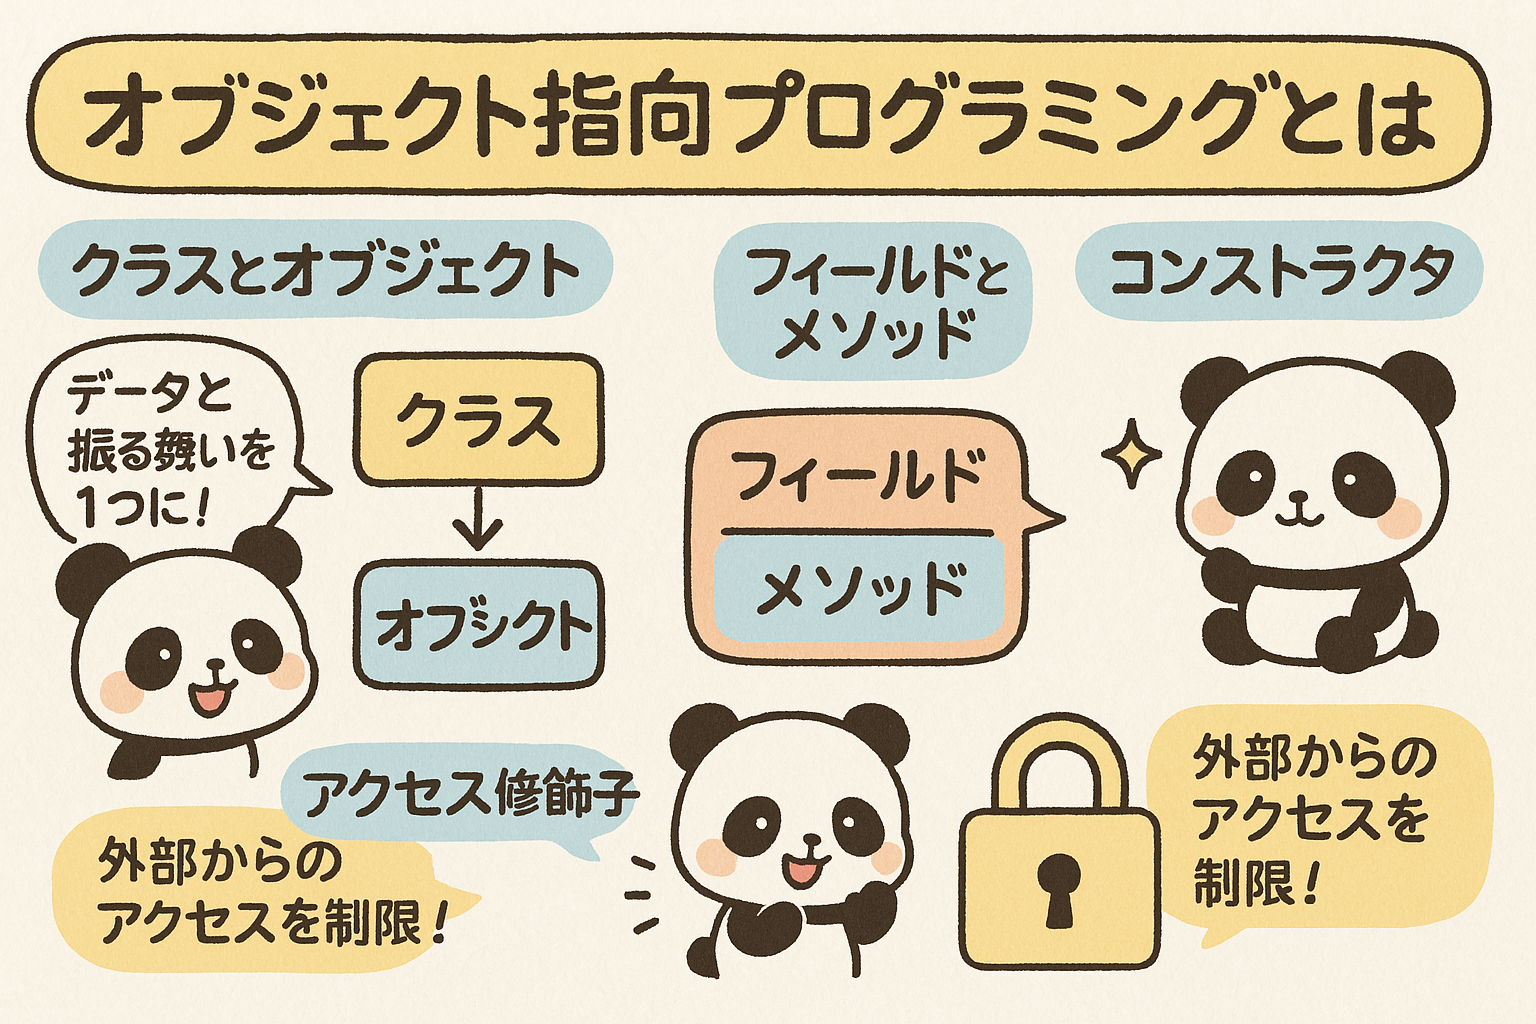 オブジェクト指向プログラミングとは
クラスとオブジェクト
データと
振る舞いを
1つに!
クラス
オブシクト
フィールドと
メソッド
フィールド
メソッド
コンストラクタ
アクセス修飾子
外部からの
アクセスを制限!
外部からの
アクセスを
制限!